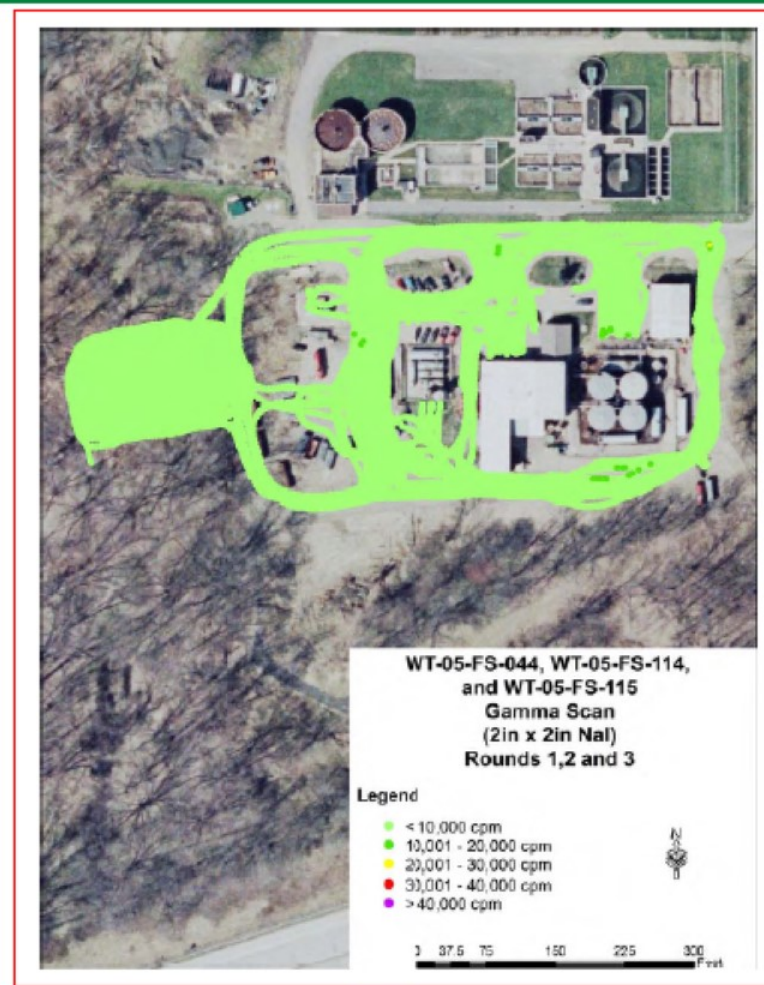 WT-05-FS-044, WT-05-FS-114,
and WT-05-FS-115
Gamma Scan
(2in x 2in NaI)
Rounds 1,2 and 3
Legend
< 10,000 cpm
10,001 - 20,000 cpm
20,001 - 30,000 cpm
30,001 - 40,000 cpm
> 40,000 cpm
N
0 37.5 75 150 225 300
Feet